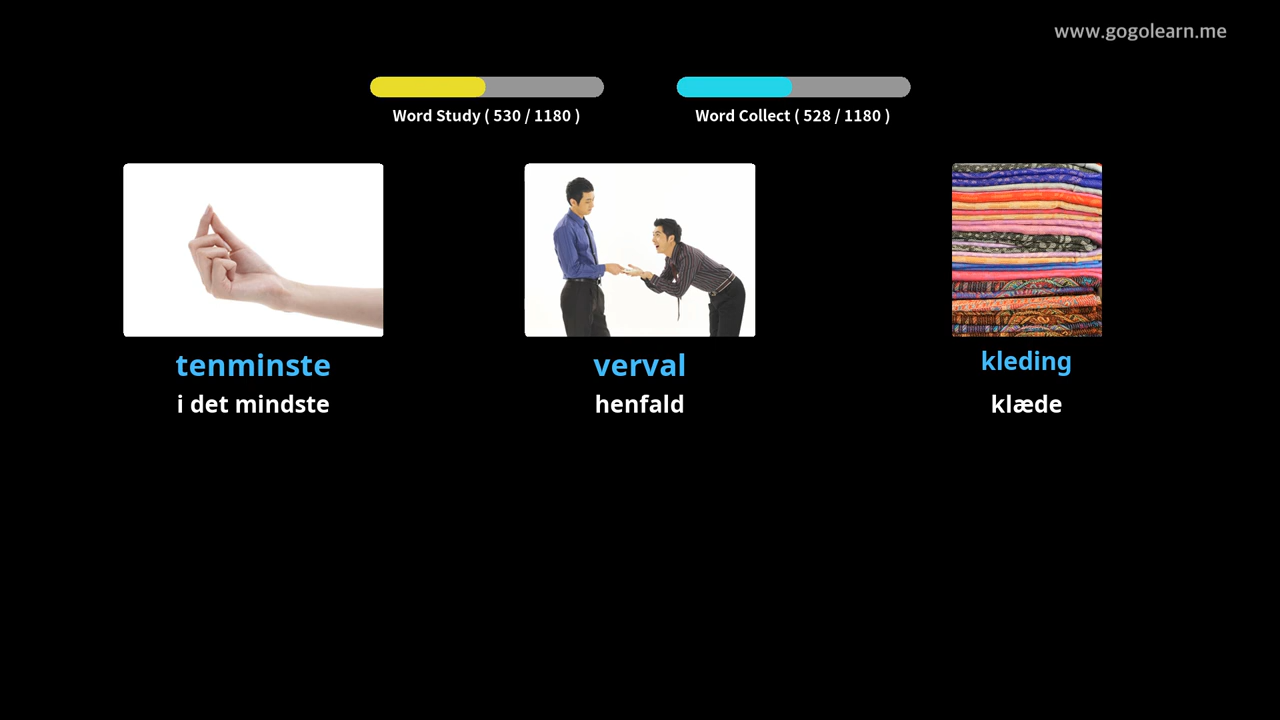 www.gogolearn.me
Word Study ( 530 / 1180 )
Word Collect ( 528 / 1180 )
tenminste
verval
kleding
i det mindste
henfald
klæde